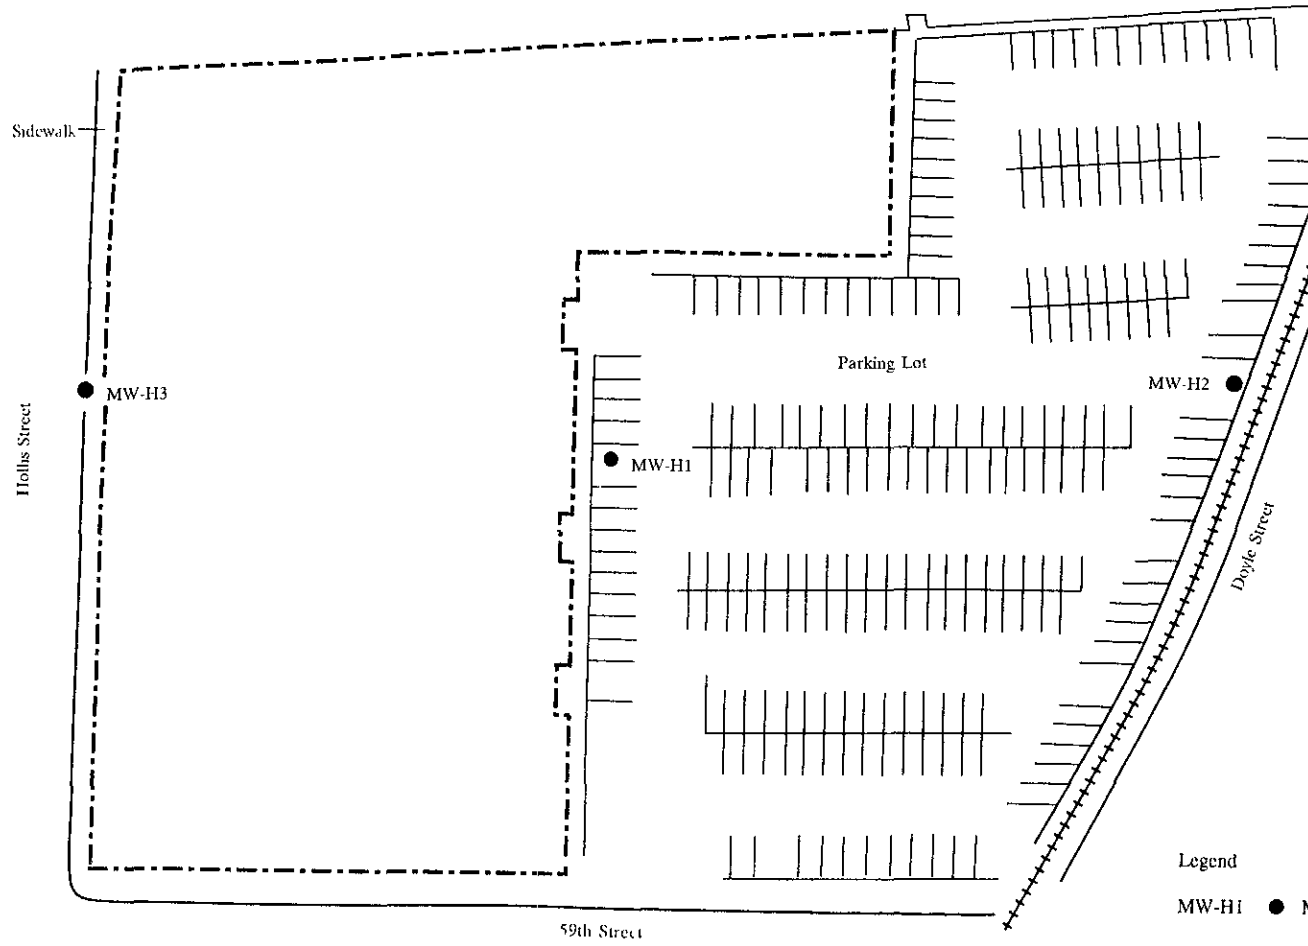 Sidewalk
Parking Lot
MW-H2
MW-H3
Hollis Street
MW-H1
Doyle Street
Legend
MW-H1 M
59th Street